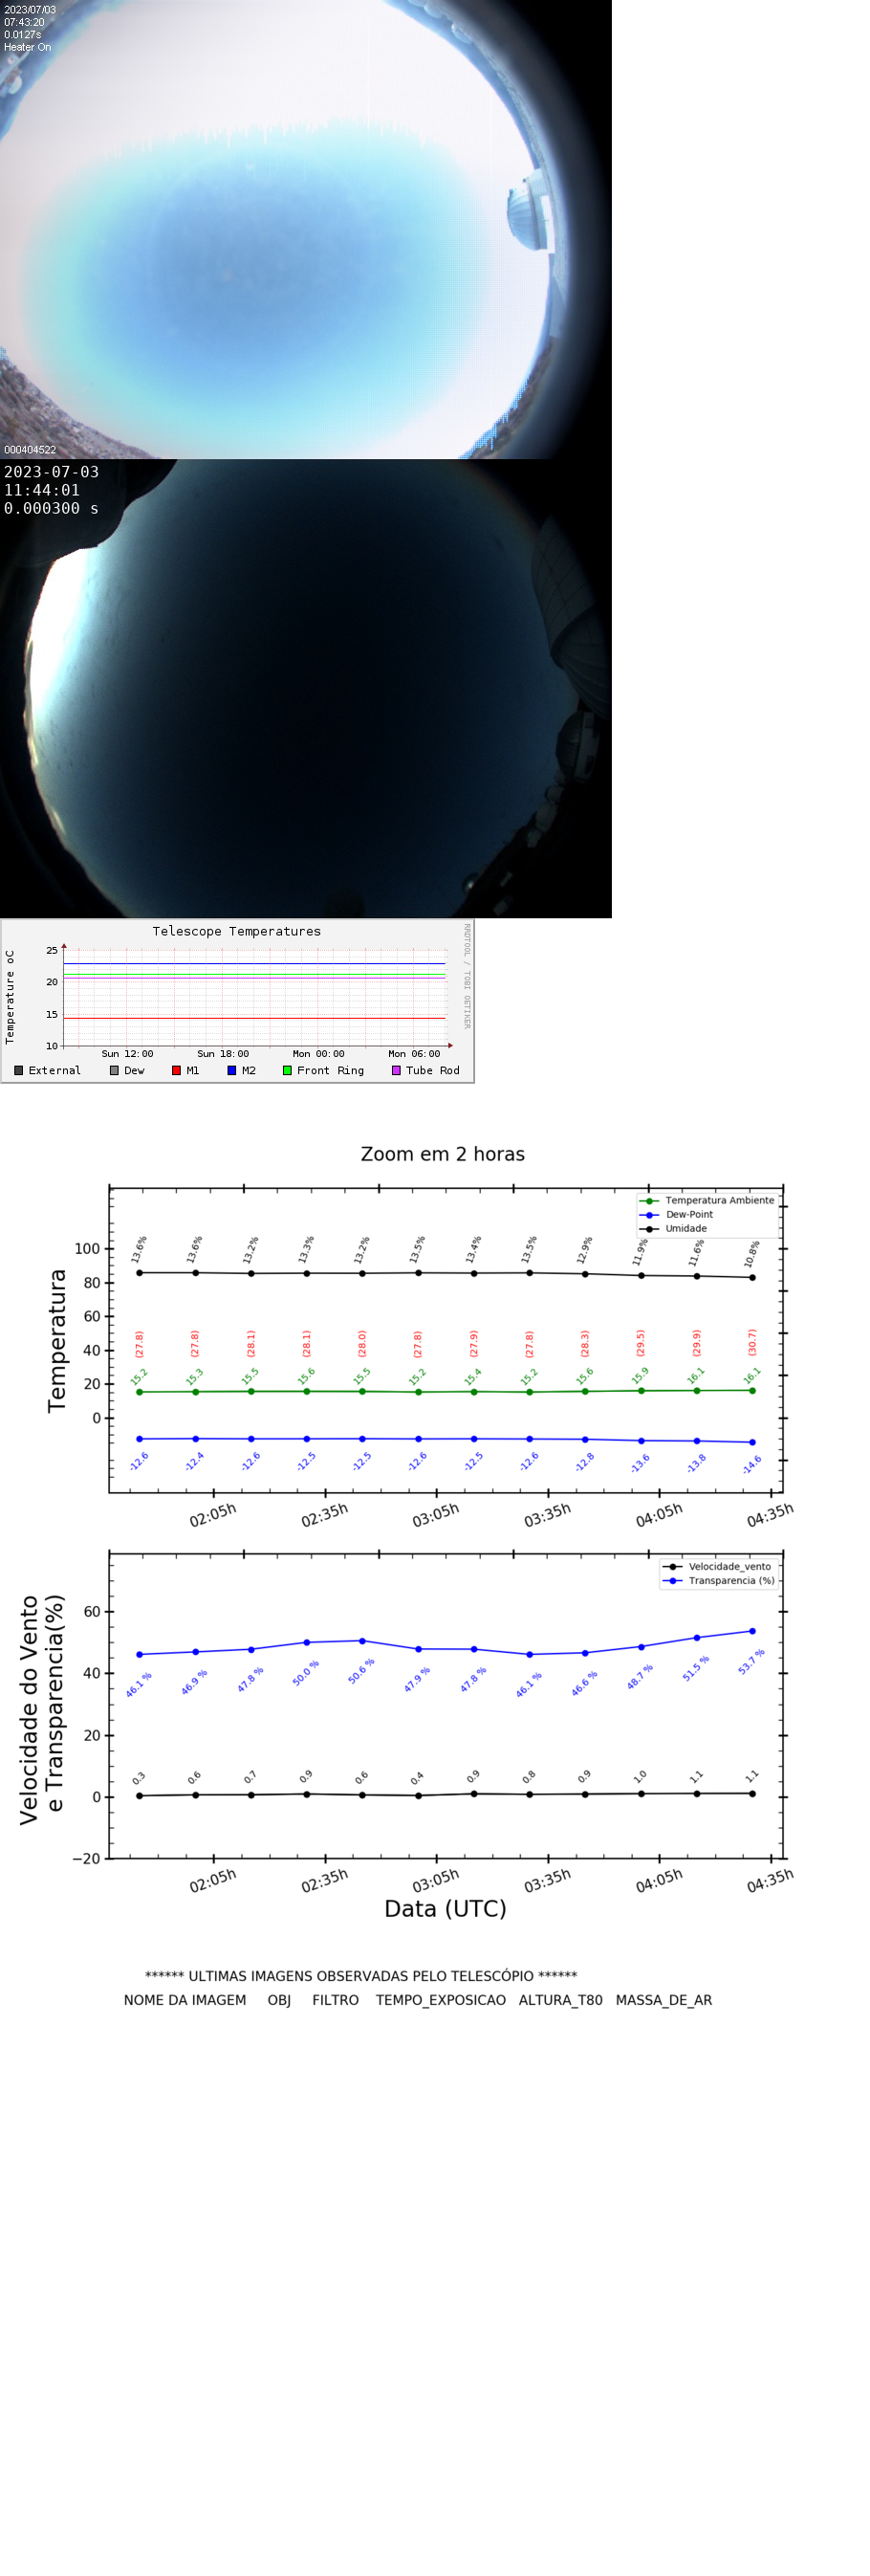 2023/07/03
07:43:20
0.0127s
Heater On
000404522
2023-07-03
11:44:01
0.000300 s
Telescope Temperatures
RRDTOOL / TOBI OETIKER
Temperature oC
25
20
15
10
Sun 12:00 Sun 18:00 Mon 00:00 Mon 06:00
External Dew M1 M2 Front Ring Tube Rod
Zoom em 2 horas
Temperatura Ambiente
Dew-Point
Umidade
Temperatura
100
80
60
40
20
0
13.6% 13.6% 13.2% 13.3% 13.2% 13.5% 13.4% 13.5% 12.9% 11.9% 11.6% 10.8%
(27.8) (27.8) (28.1) (28.1) (28.0) (27.8) (27.9) (27.8) (28.3) (29.5) (29.9) (30.7)
15.2 15.3 15.5 15.6 15.5 15.2 15.4 15.2 15.6 15.9 16.1 16.1
-12.6 -12.4 -12.6 -12.5 -12.5 -12.6 -12.5 -12.6 -12.8 -13.6 -13.8 -14.6
02:05h 02:35h 03:05h 03:35h 04:05h 04:35h
Velocidade_vento
Transparencia (%)
Velocidade do Vento
e Transparencia(%)
60
40
20
0
−20
46.1 % 46.9 % 47.8 % 50.0 % 50.6 % 47.9 % 47.8 % 46.1 % 46.6 % 48.7 % 51.5 % 53.7 %
0.3 0.6 0.7 0.9 0.6 0.4 0.9 0.8 0.9 1.0 1.1 1.1
02:05h 02:35h 03:05h 03:35h 04:05h 04:35h
Data (UTC)
****** ULTIMAS IMAGENS OBSERVADAS PELO TELESCÓPIO ******
NOME DA IMAGEM OBJ FILTRO TEMPO_EXPOSICAO ALTURA_T80 MASSA_DE_AR